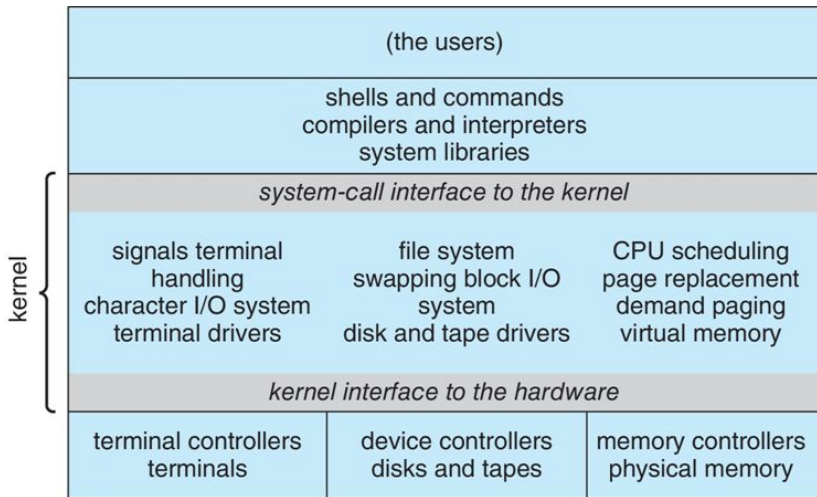 (the users)
shells and commands
compilers and interpreters
system libraries
system-call interface to the kernel
kernel
signals terminal
handling
character I/O system
terminal drivers
file system
swapping block I/O
system
disk and tape drivers
CPU scheduling
page replacement
demand paging
virtual memory
kernel interface to the hardware
terminal controllers
terminals
device controllers
disks and tapes
memory controllers
physical memory